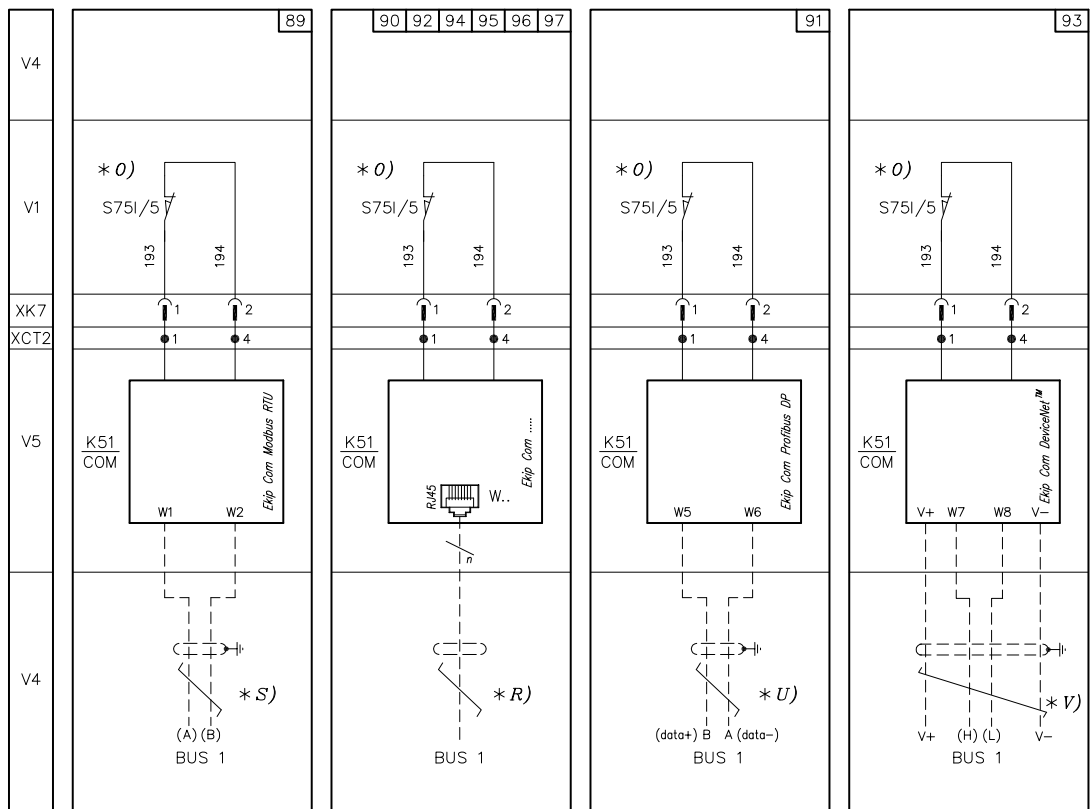 V4
V1
XK7
XCT2
V5
V4
89
*O)
S75I/5
193
194
1
2
1
4
K51
COM
Ekip Com Modbus RTU
W1
W2
*S)
(A) (B)
BUS 1
90 92 94 95 96 97
*O)
S75I/5
193
194
1
2
1
4
K51
COM
Ekip Com .....
RJ45
W..
n
*R)
BUS 1
91
*O)
S75I/5
193
194
1
2
1
4
K51
COM
Ekip Com Profibus DP
W5
W6
*U)
(data+) B A (data-)
BUS 1
93
*O)
S75I/5
193
194
1
2
1
4
K51
COM
Ekip Com DeviceNet™
V+ W7 W8 V-
*V)
V+ (H) (L) V-
BUS 1